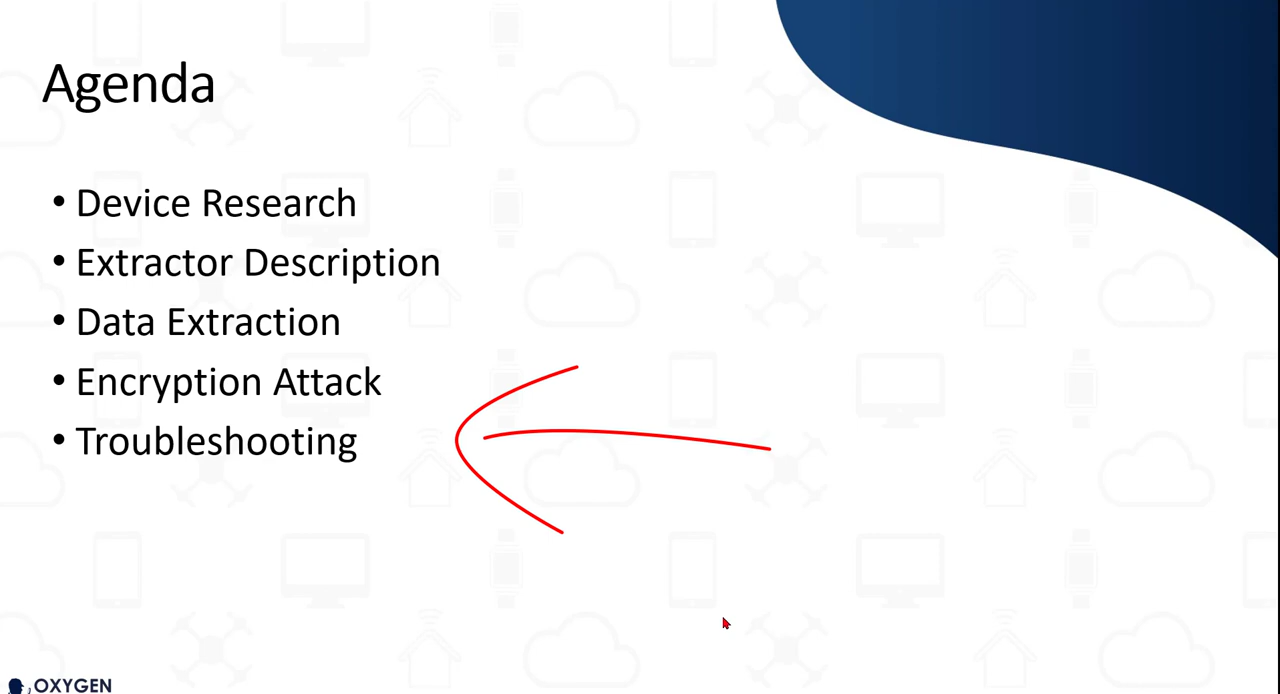 Agenda
• Device Research
• Extractor Description
• Data Extraction
• Encryption Attack
• Troubleshooting
OXYGEN